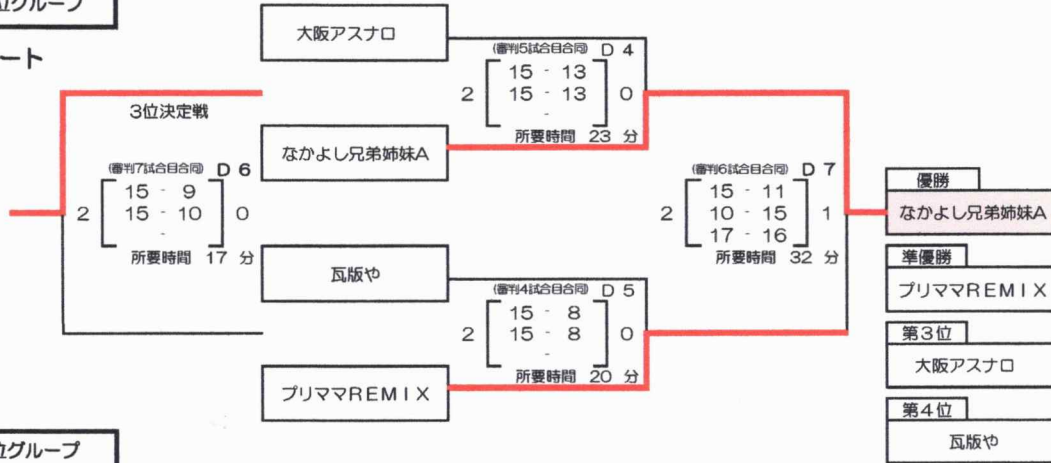 位グループ
ート
大阪アスナロ
(審判5試合目合同) D 4
15 - 13
2 15 - 13 0
-
所要時間 23 分
3位決定戦
なかよし兄弟姉妹A
(審判7試合目合同) D 6
15 - 9
2 15 - 10 0
-
所要時間 17 分
(審判6試合目合同) D 7
15 - 11
2 10 - 15 1
17 - 16
所要時間 32 分
瓦版や
(審判4試合目合同) D 5
15 - 8
2 15 - 8 0
-
所要時間 20 分
プリママREMIX
優勝
なかよし兄弟姉妹A
準優勝
プリママREMIX
第3位
大阪アスナロ
第4位
瓦版や
位グループ